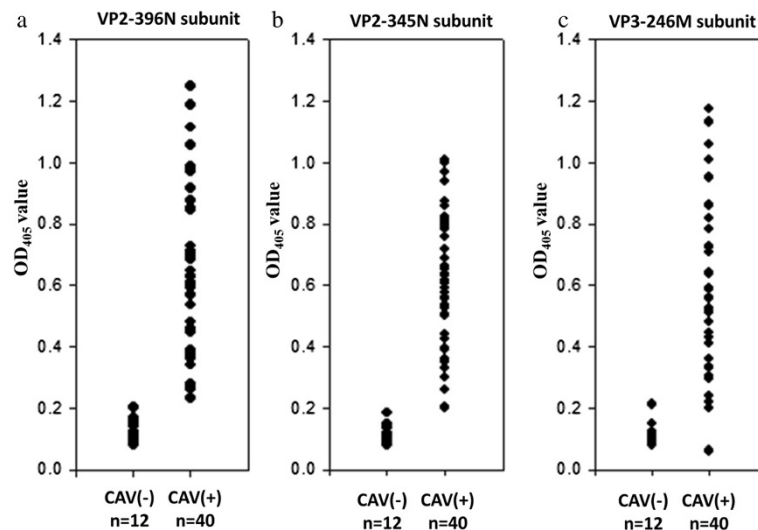 a VP2-396N subunit
1.4
1.2
1.0
0.8
0.6
0.4
0.2
0.0
OD405 value
CAV(-) CAV(+)
n=12 n=40
b VP2-345N subunit
1.4
1.2
1.0
0.8
0.6
0.4
0.2
0.0
OD405 value
CAV(-) CAV(+)
n=12 n=40
c VP3-246M subunit
1.4
1.2
1.0
0.8
0.6
0.4
0.2
0.0
OD405 value
CAV(-) CAV(+)
n=12 n=40